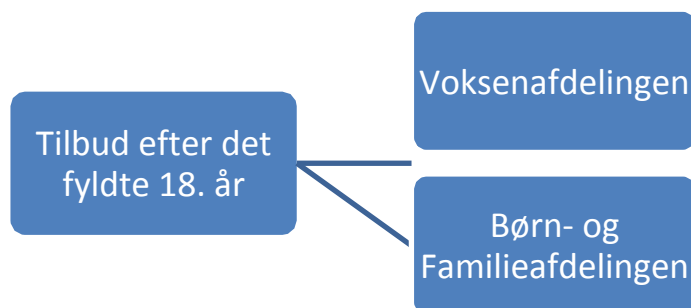 Tilbud efter det
fyldte 18. år
Voksenafdelingen
Børn- og
Familieafdelingen